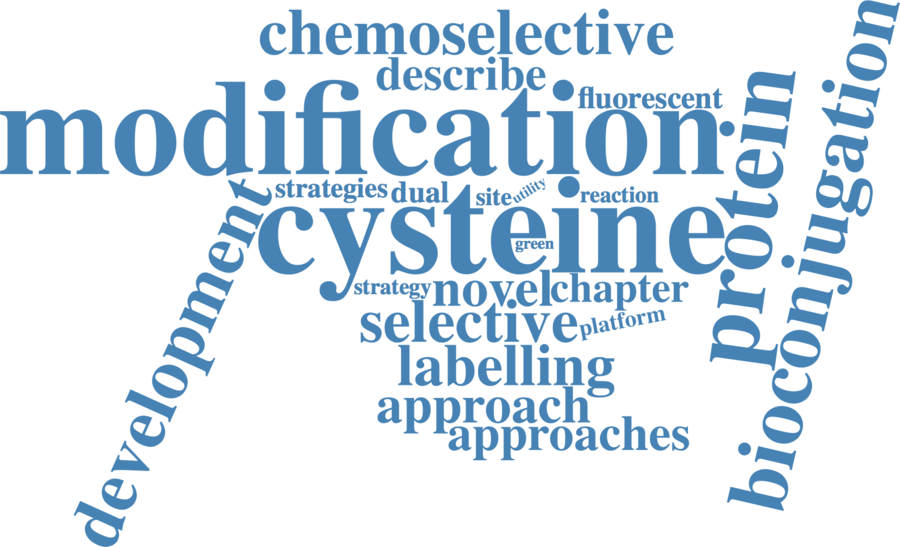 chemoselective
describe
fluorescent
modification
strategies dual site utility reaction
cysteine
green
strategy novel chapter
selective platform
labelling
approach
approaches
development
protein
bioconjugation